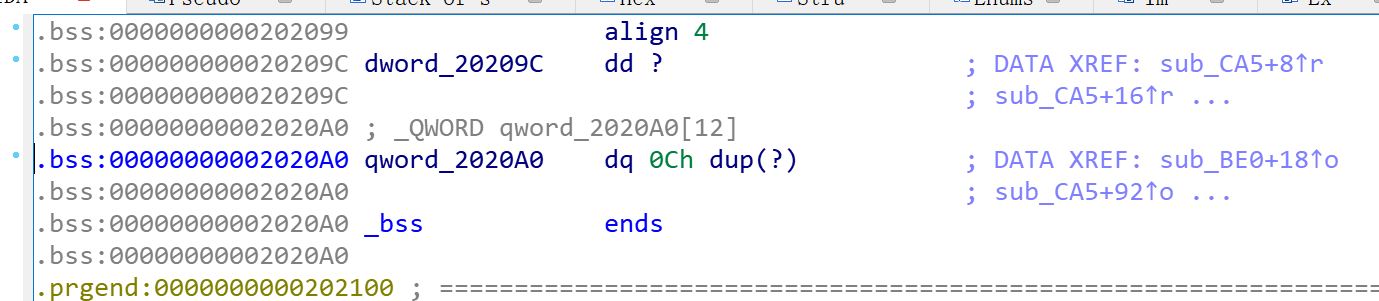 .bss:0000000000202099 align 4
.bss:000000000020209C dword_20209C dd ? ; DATA XREF: sub_CA5+8↑r
.bss:000000000020209C ; sub_CA5+16↑r ...
.bss:00000000002020A0 ; _QWORD qword_2020A0[12]
.bss:00000000002020A0 qword_2020A0 dq 0Ch dup(?) ; DATA XREF: sub_BE0+18↑o
.bss:00000000002020A0 ; sub_CA5+92↑o ...
.bss:00000000002020A0 _bss ends
.bss:00000000002020A0
.prgend:0000000000202100 ; ===============================================================